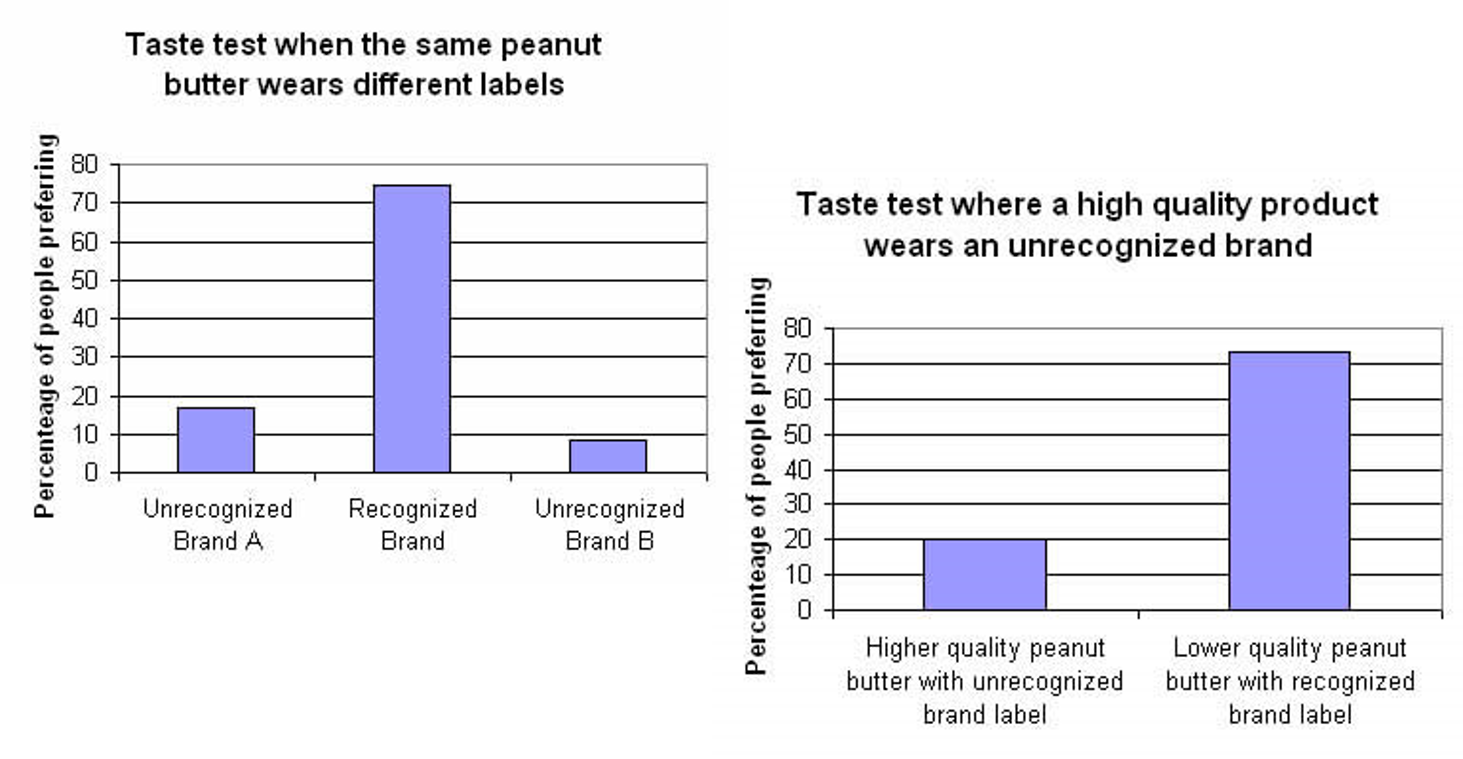 Taste test when the same peanut
butter wears different labels
Percenteage of people preferring
80
70
60
50
40
30
20
10
0
Unrecognized
Brand A
Recognized
Brand
Unrecognized
Brand B
Taste test where a high quality product
wears an unrecognized brand
Percenteage of people preferring
80
70
60
50
40
30
20
10
0
Higher quality peanut
butter with unrecognized
brand label
Lower quality peanut
butter with recognized
brand label